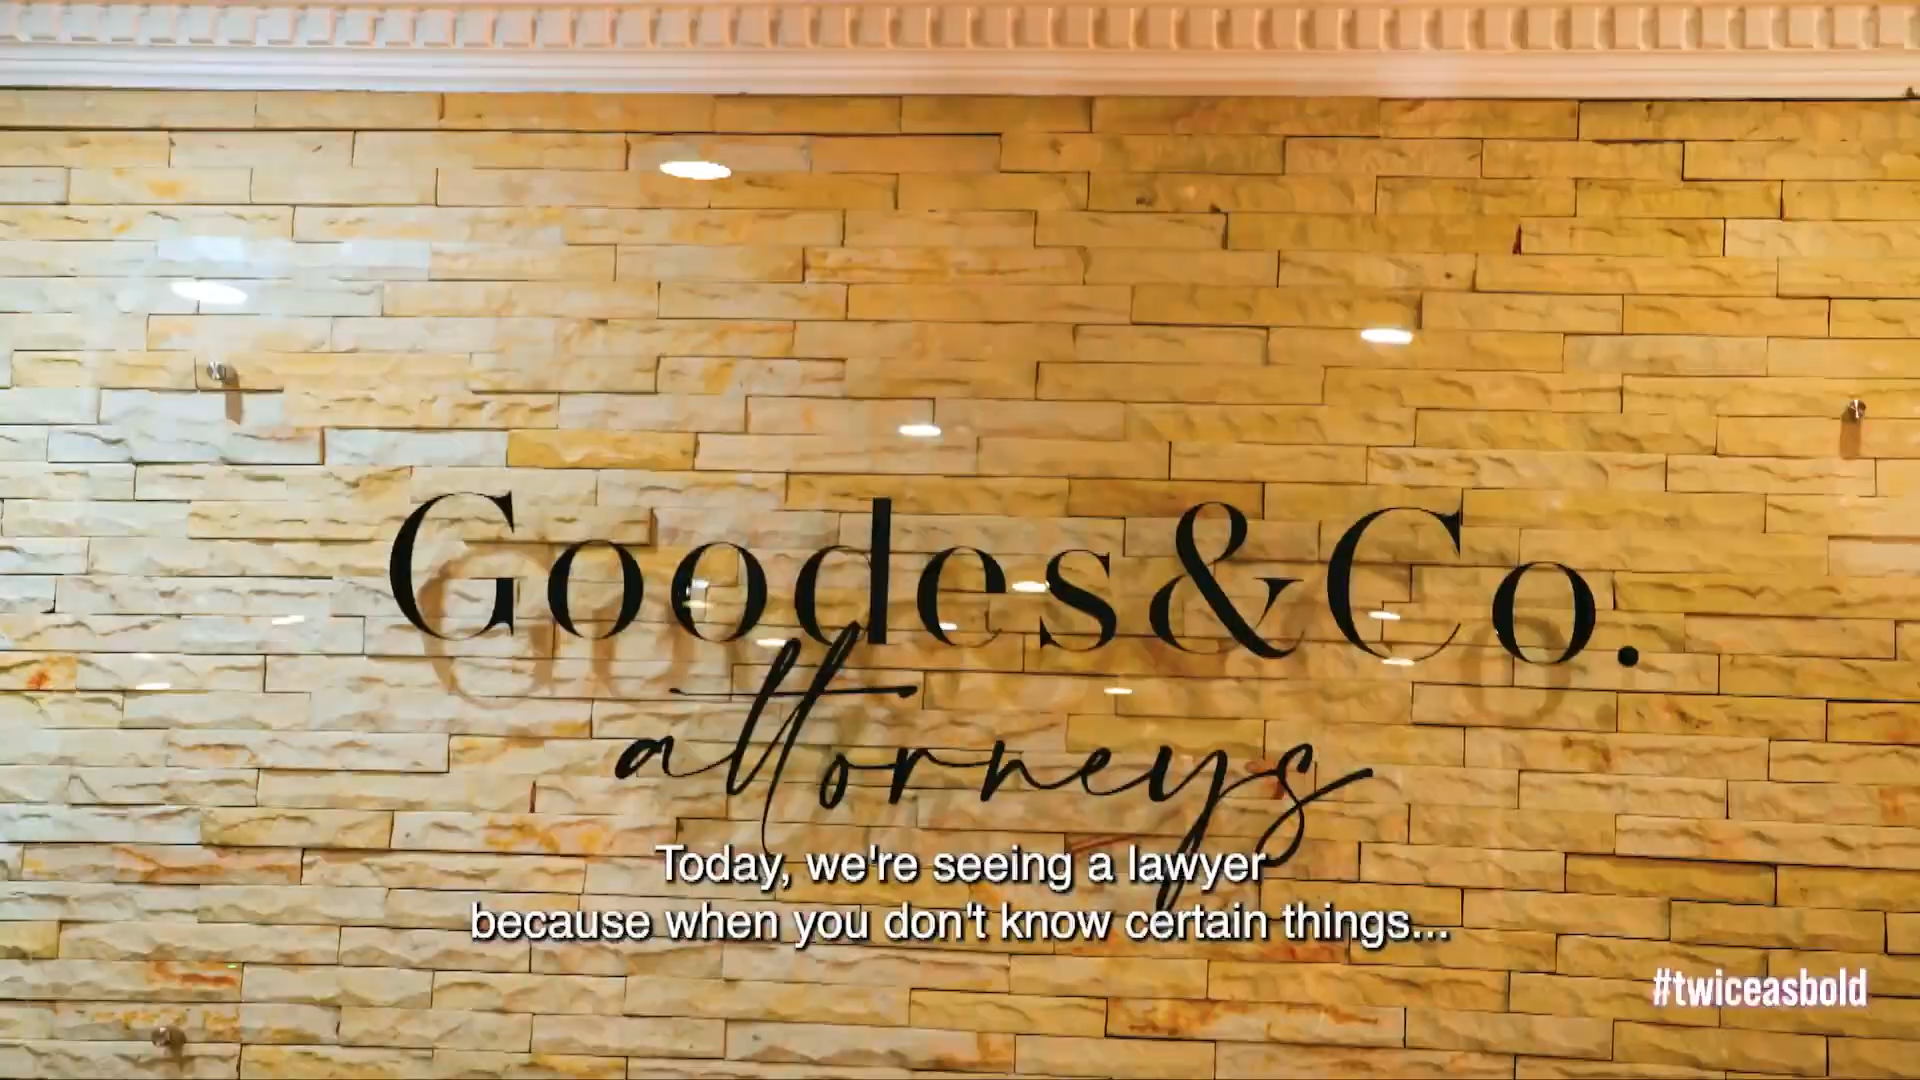 Goodes&Co.
attorneys
Today, we're seeing a lawyer
because when you don't know certain things...
#twiceasbold